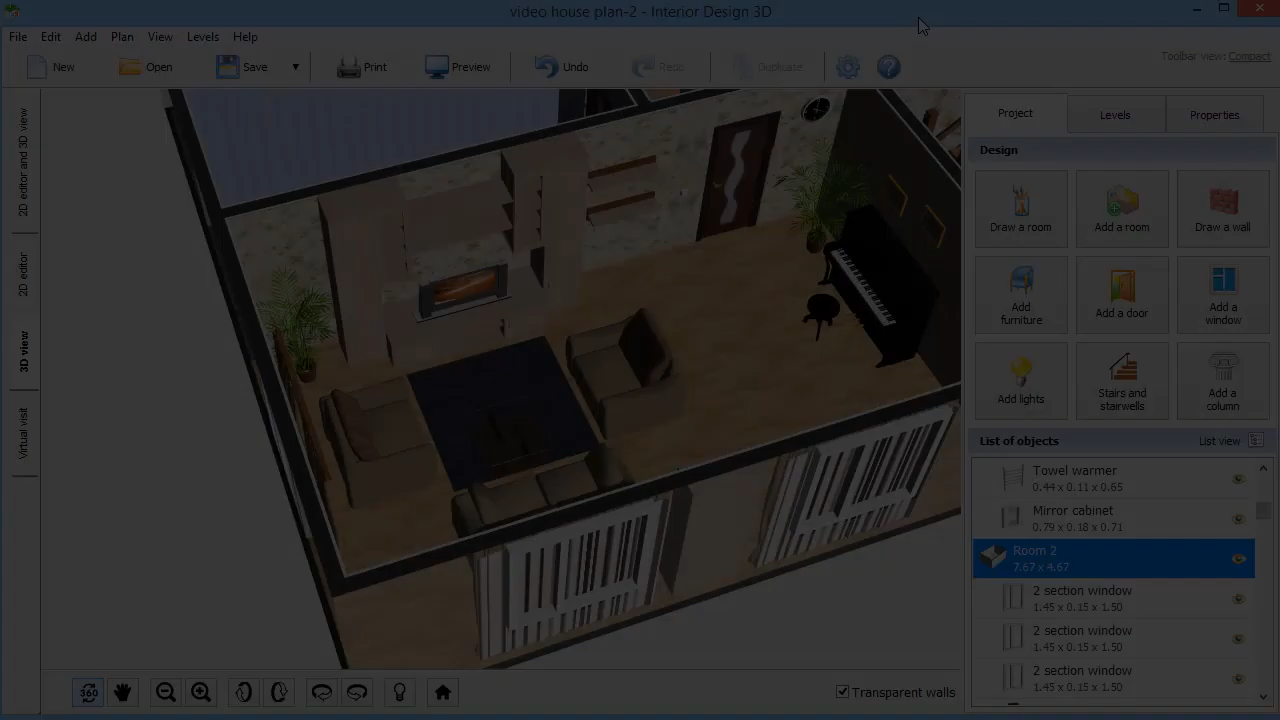 video house plan-2 - Interior Design 3D
File Edit Add Plan View Levels Help
New Open Save Print Preview Undo Redo Duplicate
Toolbar view: Compact
2D editor and 3D view
2D editor
3D view
Virtual visit
Project Levels Properties
Design
Draw a room
Add a room
Draw a wall
Add furniture
Add a door
Add a window
Add lights
Stairs and stairwells
Add a column
List of objects List view
Towel warmer
0.44 x 0.11 x 0.65
Mirror cabinet
0.79 x 0.18 x 0.71
Room 2
7.67 x 4.67
2 section window
1.45 x 0.15 x 1.50
2 section window
1.45 x 0.15 x 1.50
2 section window
1.45 x 0.15 x 1.50
360
Transparent walls